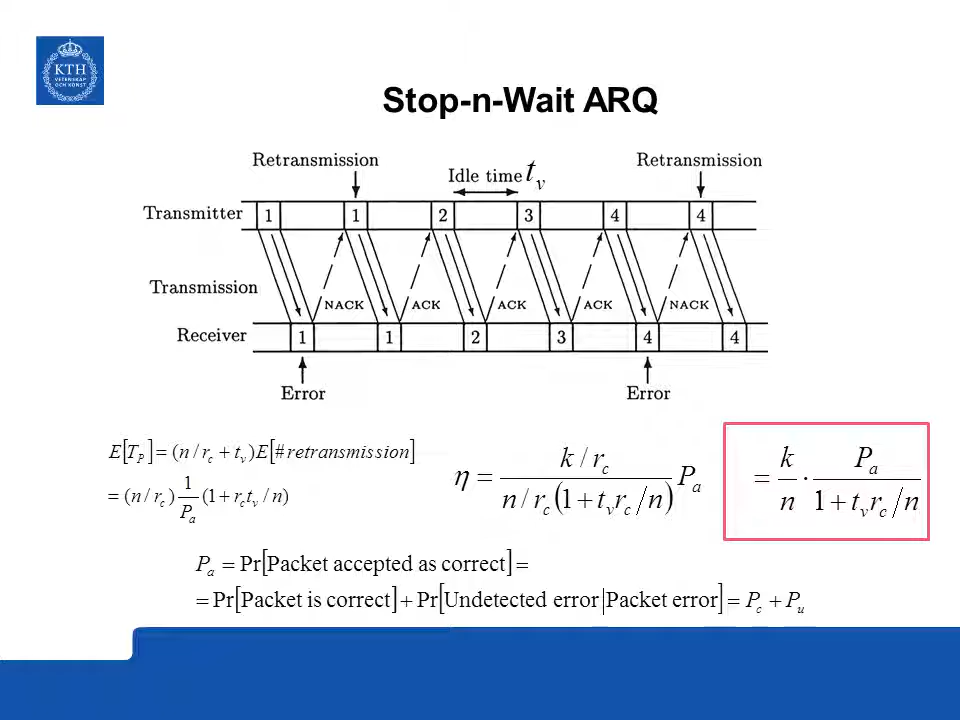 KTH
VETENSKAP
OCH KONST
Stop-n-Wait ARQ
Retransmission Idle time t_v Retransmission
Transmitter 1 1 2 3 4 4
Transmission NACK ACK ACK ACK NACK
Receiver 1 1 2 3 4 4
Error Error
E[T_P] = (n / r_c + t_v)E[# retransmission]
= (n / r_c) 1/P_a (1 + r_c t_v / n)
η = (k / r_c)/(n / r_c (1 + t_v r_c / n)) P_a
= k/n · P_a/(1 + t_v r_c / n)
P_a = Pr[Packet accepted as correct] =
= Pr[Packet is correct] + Pr[Undetected error | Packet error] = P_c + P_u